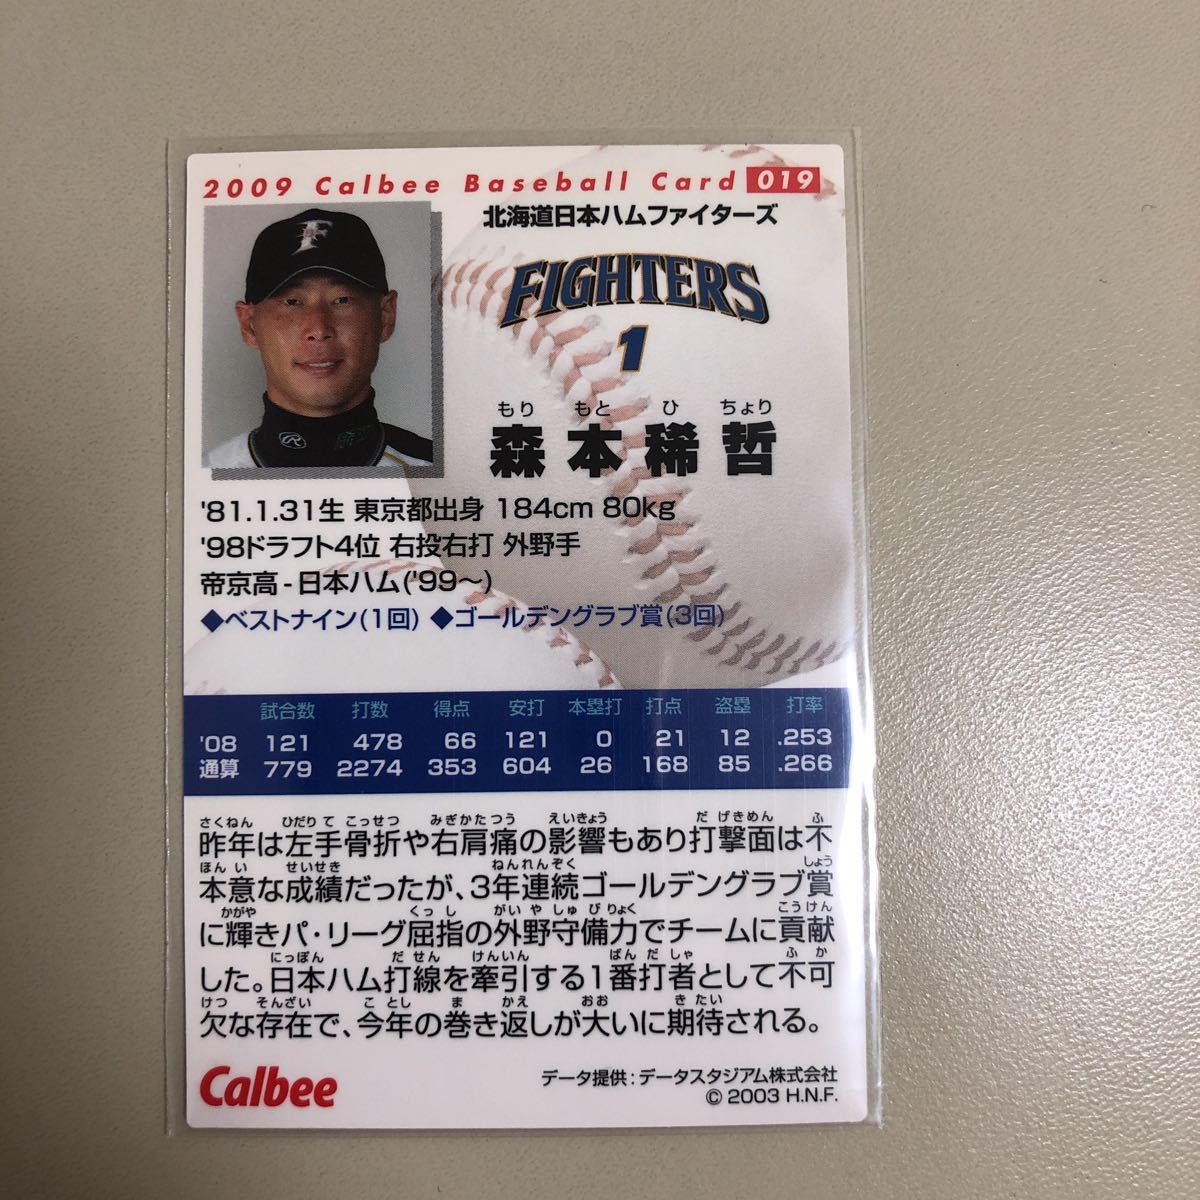 2009 Calbee Baseball Card 019
北海道日本ハムファイターズ
F
FIGHTERS
1
もり もと ひ ちょり
森本稀哲
R
'81.1.31生 東京都出身 184cm 80kg
'98ドラフト4位 右投右打 外野手
帝京高-日本ハム('99～)
◆ベストナイン(1回) ◆ゴールデングラブ賞(3回)
試合数 打数 得点 安打 本塁打 打点 盗塁 打率
'08 121 478 66 121 0 21 12 .253
通算 779 2274 353 604 26 168 85 .266
さくねん ひだりて こっせつ みぎかたつう えいきょう だげきめん ふ
昨年は左手骨折や右肩痛の影響もあり打撃面は不
ほんい せいせき ねんれんぞく しょう
本意な成績だったが、3年連続ゴールデングラブ賞
かがや くっし がいやしゅびりょく こうけん
に輝きパ・リーグ屈指の外野守備力でチームに貢献
にっぽん だせん けんいん ばんだしゃ ふか
した。日本ハム打線を牽引する1番打者として不可
けつ そんざい ことし ま かえ おお きたい
欠な存在で、今年の巻き返しが大いに期待される。
Calbee
データ提供：データスタジアム株式会社
© 2003 H.N.F.